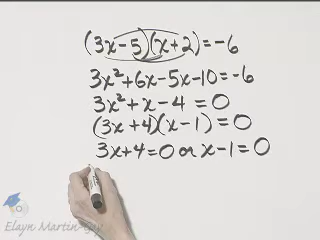 (3x-5)(x+2)=-6
3x²+6x-5x-10=-6
3x²+x-4=0
(3x+4)(x-1)=0
3x+4=0 or x-1=0
Elayn Martin-Gay